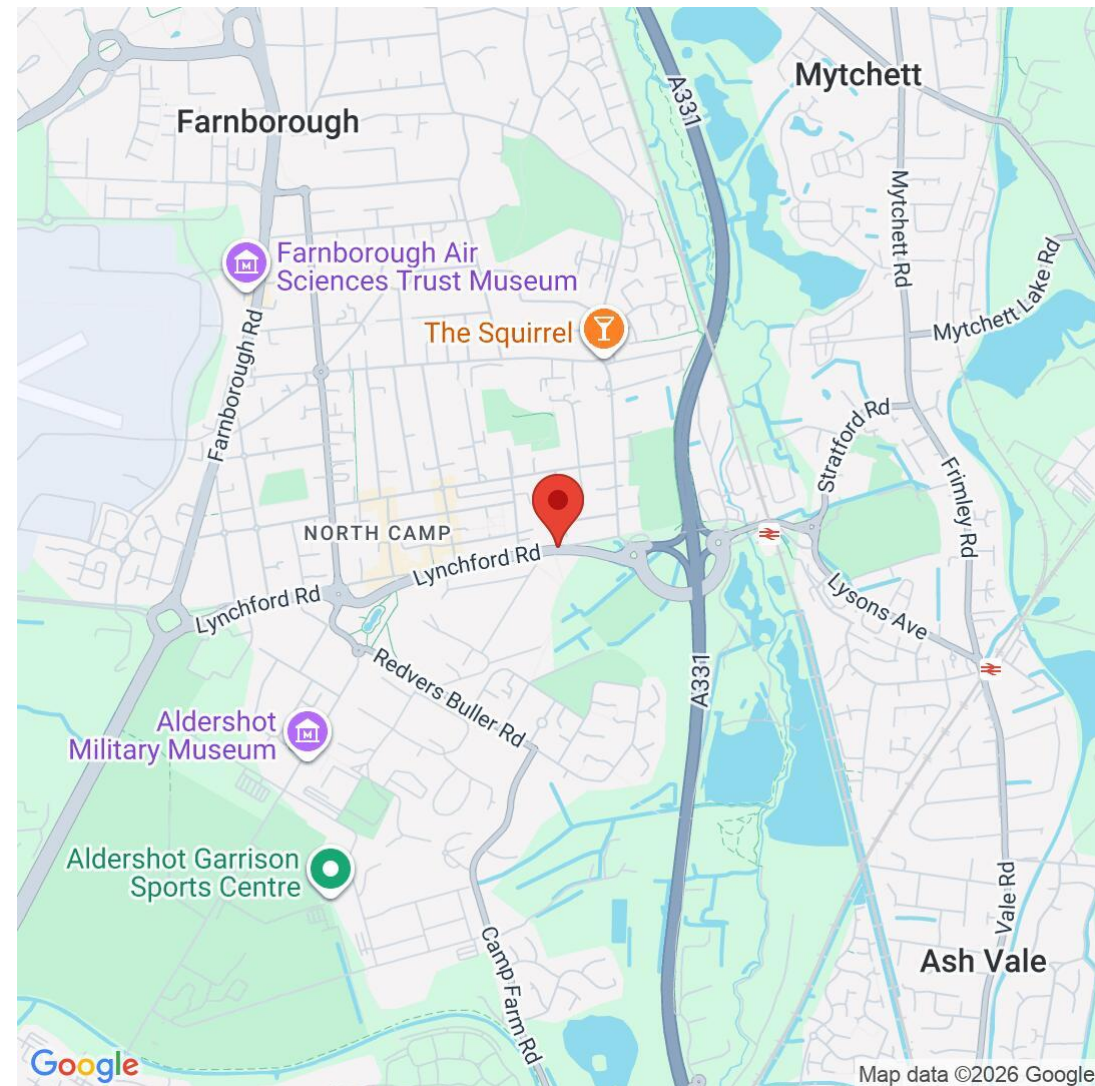 Mytchett
A331
Farnborough
Mytchett Rd
Farnborough Air
Sciences Trust Museum
Mytchett Lake Rd
The Squirrel
Farnborough Rd
Stratford Rd
Frimley Rd
NORTH CAMP
Lynchford Rd
Lynchford Rd
Lysons Ave
Redvers Buller Rd
A331
Aldershot
Military Museum
Aldershot Garrison
Sports Centre
Vale Rd
Camp Farm Rd
Ash Vale
Google
Map data ©2026 Google